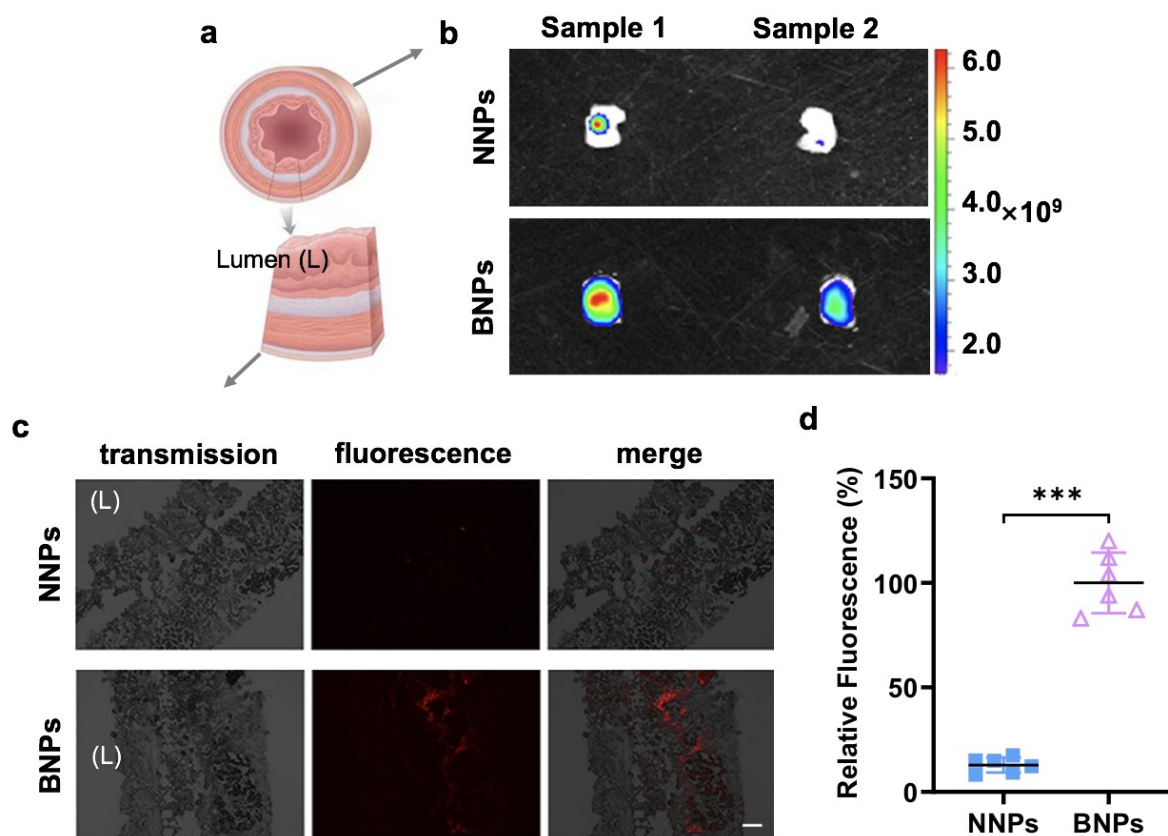 a
Lumen (L)
b
Sample 1 Sample 2
NNPs
BNPs
6.0
5.0
4.0
×10⁹
3.0
2.0
c
transmission fluorescence merge
NNPs
(L)
BNPs
(L)
d
Relative Fluorescence (%)
150
***
100
50
0
NNPs BNPs